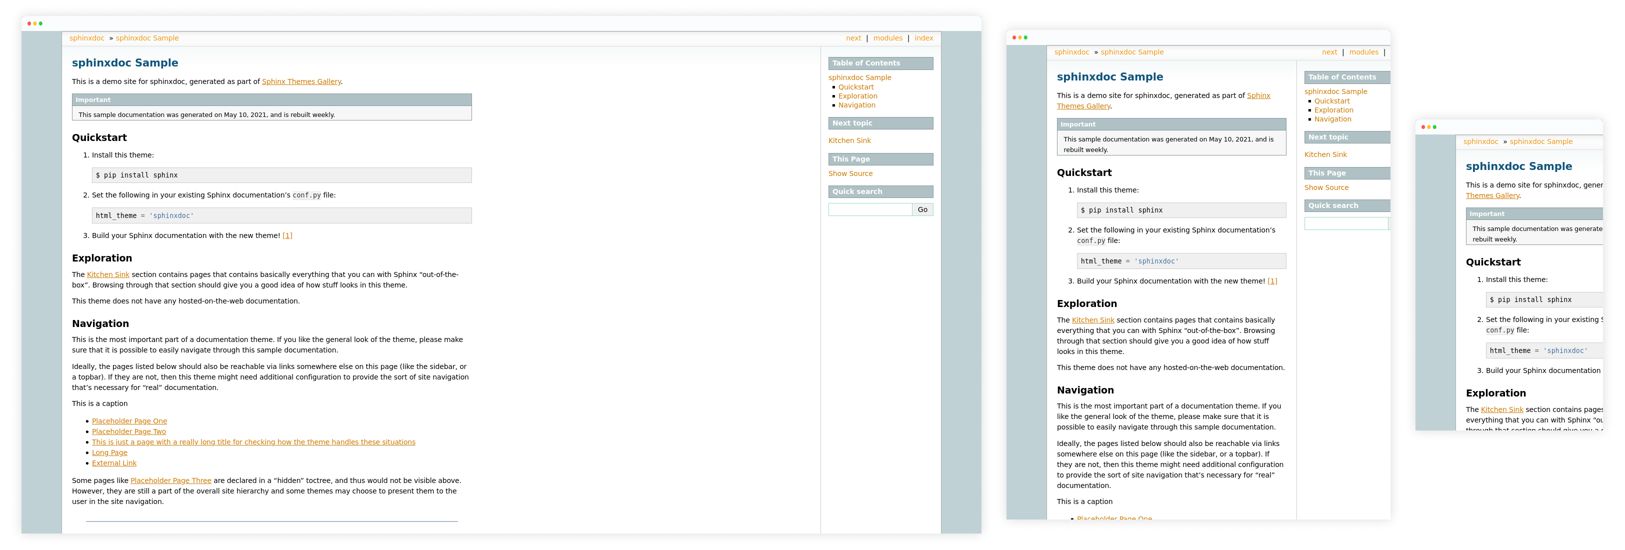 sphinxdoc » sphinxdoc Sample
next | modules | index
sphinxdoc Sample
This is a demo site for sphinxdoc, generated as part of Sphinx Themes Gallery.
Important
This sample documentation was generated on May 10, 2021, and is rebuilt weekly.
Quickstart
1. Install this theme:
$ pip install sphinx
2. Set the following in your existing Sphinx documentation’s conf.py file:
html_theme = 'sphinxdoc'
3. Build your Sphinx documentation with the new theme! [1]
Exploration
The Kitchen Sink section contains pages that contains basically everything that you can with Sphinx “out-of-the-
box”. Browsing through that section should give you a good idea of how stuff looks in this theme.
This theme does not have any hosted-on-the-web documentation.
Navigation
This is the most important part of a documentation theme. If you like the general look of the theme, please make
sure that it is possible to easily navigate through this sample documentation.
Ideally, the pages listed below should also be reachable via links somewhere else on this page (like the sidebar, or
a topbar). If they are not, then this theme might need additional configuration to provide the sort of site navigation
that’s necessary for “real” documentation.
This is a caption
Placeholder Page One
Placeholder Page Two
This is just a page with a really long title for checking how the theme handles these situations
Long Page
External Link
Some pages like Placeholder Page Three are declared in a “hidden” toctree, and thus would not be visible above.
However, they are still a part of the overall site hierarchy and some themes may choose to present them to the
user in the site navigation.
Table of Contents
sphinxdoc Sample
Quickstart
Exploration
Navigation
Next topic
Kitchen Sink
This Page
Show Source
Quick search
Go
sphinxdoc » sphinxdoc Sample
next | modules |
sphinxdoc Sample
This is a demo site for sphinxdoc, generated as part of Sphinx
Themes Gallery.
Important
This sample documentation was generated on May 10, 2021, and is
rebuilt weekly.
Quickstart
1. Install this theme:
$ pip install sphinx
2. Set the following in your existing Sphinx documentation’s
conf.py file:
html_theme = 'sphinxdoc'
3. Build your Sphinx documentation with the new theme! [1]
Exploration
The Kitchen Sink section contains pages that contains basically
everything that you can with Sphinx “out-of-the-box”. Browsing
through that section should give you a good idea of how stuff
looks in this theme.
This theme does not have any hosted-on-the-web documentation.
Navigation
This is the most important part of a documentation theme. If you
like the general look of the theme, please make sure that it is
possible to easily navigate through this sample documentation.
Ideally, the pages listed below should also be reachable via links
somewhere else on this page (like the sidebar, or a topbar). If
they are not, then this theme might need additional configuration
to provide the sort of site navigation that’s necessary for “real”
documentation.
This is a caption
Placeholder Page One
Table of Contents
sphinxdoc Sample
Quickstart
Exploration
Navigation
Next topic
Kitchen Sink
This Page
Show Source
Quick search
sphinxdoc » sphinxdoc Sample
sphinxdoc Sample
This is a demo site for sphinxdoc, gener
Themes Gallery.
Important
This sample documentation was generate
rebuilt weekly.
Quickstart
1. Install this theme:
$ pip install sphinx
2. Set the following in your existing S
conf.py file:
html_theme = 'sphinxdoc'
3. Build your Sphinx documentation
Exploration
The Kitchen Sink section contains pages
everything that you can with Sphinx “ou
through that section should give you a